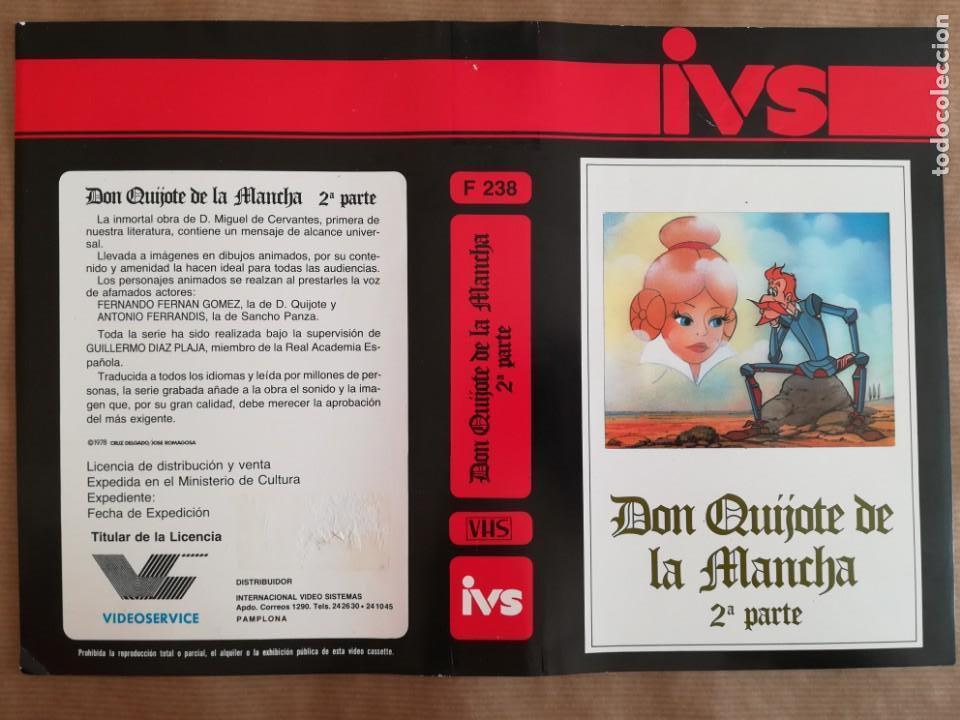 Don Quijote de la Mancha 2ª parte
La inmortal obra de D. Miguel de Cervantes, primera de
nuestra literatura, contiene un mensaje de alcance univer-
sal.
Llevada a imágenes en dibujos animados, por su conte-
nido y amenidad la hacen ideal para todas las audiencias.
Los personajes animados se realzan al prestarles la voz
de afamados actores:
FERNANDO FERNAN GOMEZ, la de D. Quijote y
ANTONIO FERRANDIS, la de Sancho Panza.
Toda la serie ha sido realizada bajo la supervisión de
GUILLERMO DIAZ PLAJA, miembro de la Real Academia Es-
pañola.
Traducida a todos los idiomas y leída por millones de per-
sonas, la serie grabada añade a la obra el sonido y la ima-
gen que, por su gran calidad, debe merecer la aprobación
del más exigente.
©1978 CRUZ DELGADO/JOSE ROMAGOSA
Licencia de distribución y venta
Expedida en el Ministerio de Cultura
Expediente:
Fecha de Expedición
Titular de la Licencia
VIDEOSERVICE
DISTRIBUIDOR
INTERNACIONAL VIDEO SISTEMAS
Apdo. Correos 1290. Tels. 242630 - 241045
PAMPLONA
Prohibida la reproducción total o parcial, el alquiler o la exhibición pública de esta video cassette.
F 238
Don Quijote de la Mancha
2ª parte
VHS
ivs
ivs
Don Quijote de
la Mancha
2ª parte
todocoleccion